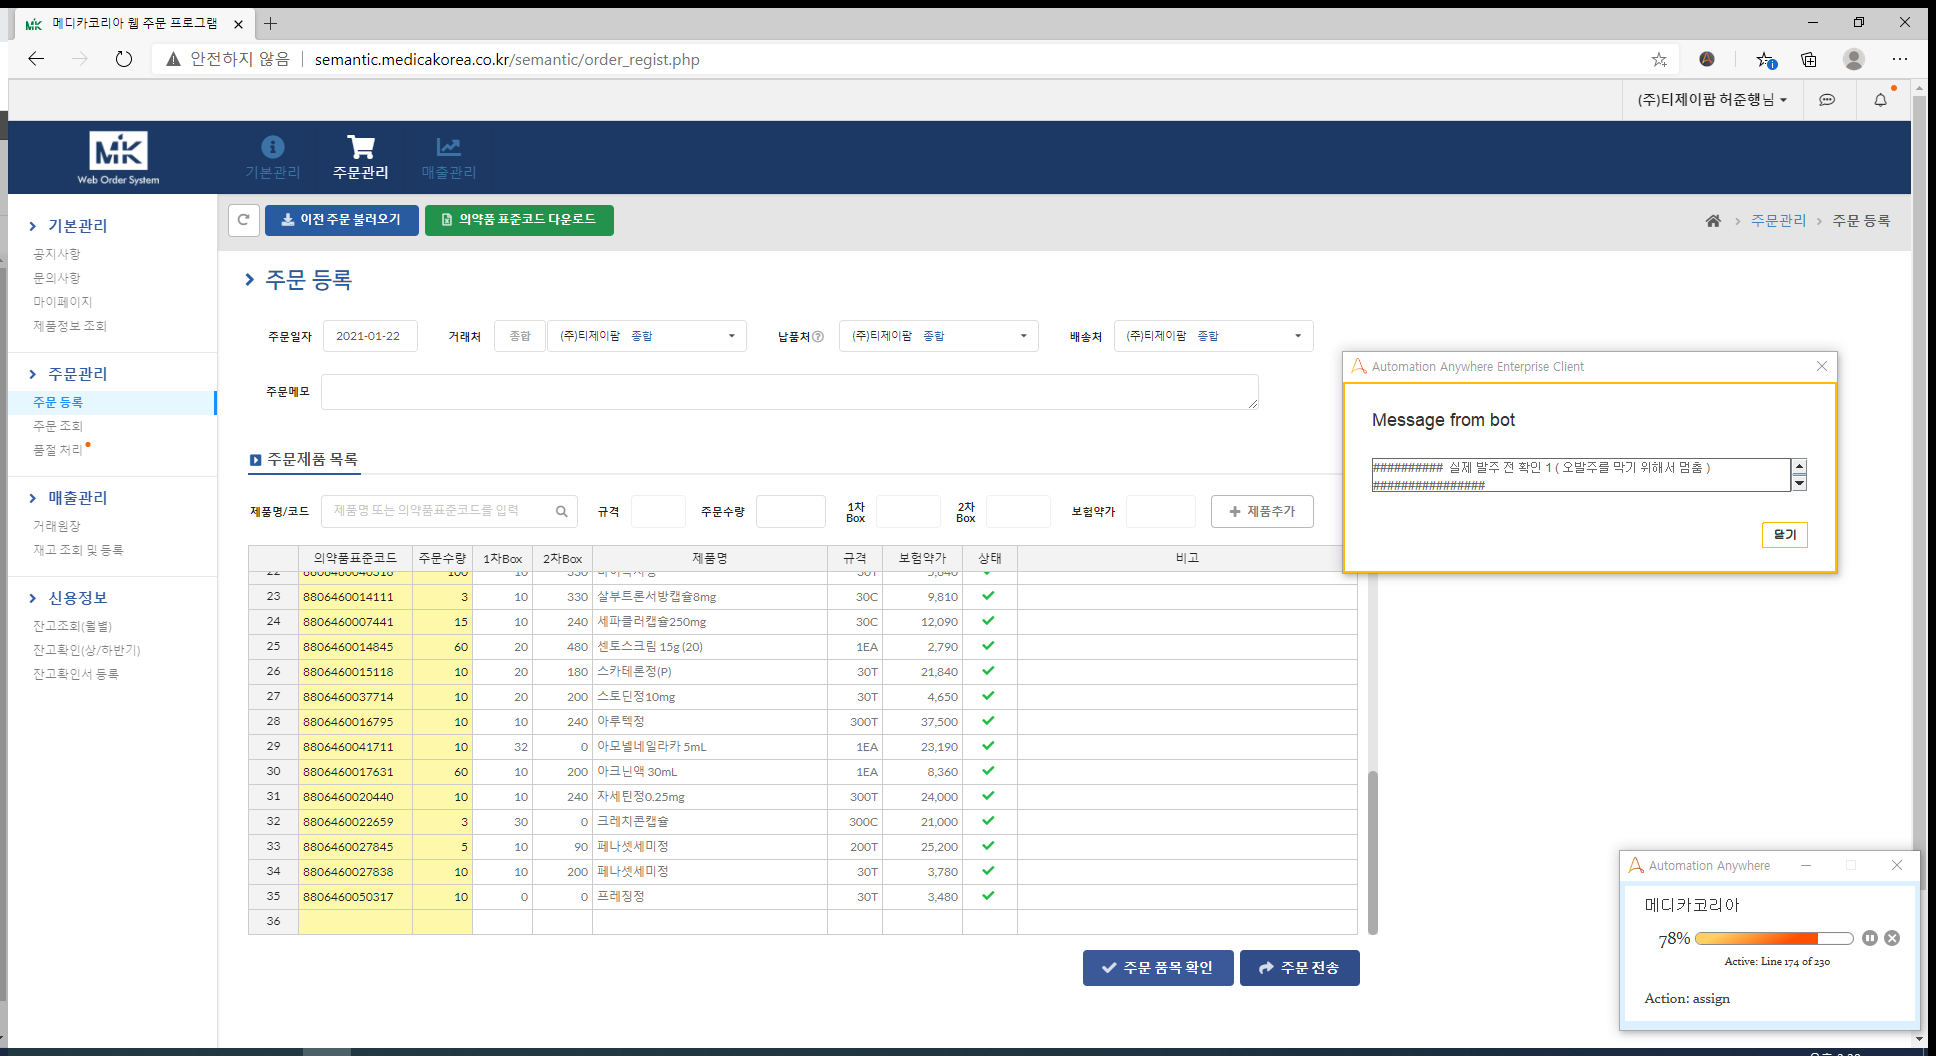 메디카코리아 웹 주문 프로그램
안전하지 않음 semantic.medicakorea.co.kr/semantic/order_regist.php
(주)티제이팜 허준행님
MIK
Web Order System
기본관리 주문관리 매출관리
이전 주문 불러오기 의약품 표준코드 다운로드
주문관리 주문 등록
기본관리
공지사항
문의사항
마이페이지
제품정보 조회
주문관리
주문 등록
주문 조회
품절 처리
매출관리
거래원장
재고 조회 및 등록
신용정보
잔고조회(월별)
잔고확인(상/하반기)
잔고확인서 등록
주문 등록
주문일자 2021-01-22 거래처 종합 (주)티제이팜 종합 납품처 (주)티제이팜 종합 배송처 (주)티제이팜 종합
주문메모
주문제품 목록
제품명/코드 제품명 또는 의약품표준코드를 입력 규격 주문수량 1차 Box 2차 Box 보험약가 제품추가
의약품표준코드 주문수량 1차Box 2차Box 제품명 규격 보험약가 상태 비고
23 8806460014111 3 10 330 살부트론서방캡슐8mg 30C 9,810
24 8806460007441 15 10 240 세파클러캡슐250mg 30C 12,090
25 8806460014845 60 20 480 센토스크림 15g (20) 1EA 2,790
26 8806460015118 10 20 180 스카테론정(P) 30T 21,840
27 8806460037714 10 20 200 스토딘정10mg 30T 4,650
28 8806460016795 10 10 240 아루텍정 300T 37,500
29 8806460041711 10 32 0 아모넬네일라카 5mL 1EA 23,190
30 8806460017631 60 10 200 아크닌액 30mL 1EA 8,360
31 8806460020440 10 10 240 자세틴정0.25mg 300T 24,000
32 8806460022659 3 30 0 크레치콘캡슐 300C 21,000
33 8806460027845 5 10 90 페나셋세미정 200T 25,200
34 8806460027838 10 10 200 페나셋세미정 30T 3,780
35 8806460050317 10 0 0 프레징정 30T 3,480
36
주문 품목 확인 주문 전송
Automation Anywhere Enterprise Client
Message from bot
########## 실제 발주 전 확인 1 ( 오발주를 막기 위해서 멈춤 )
################
닫기
Automation Anywhere
메디카코리아
78%
Active: Line 174 of 230
Action: assign